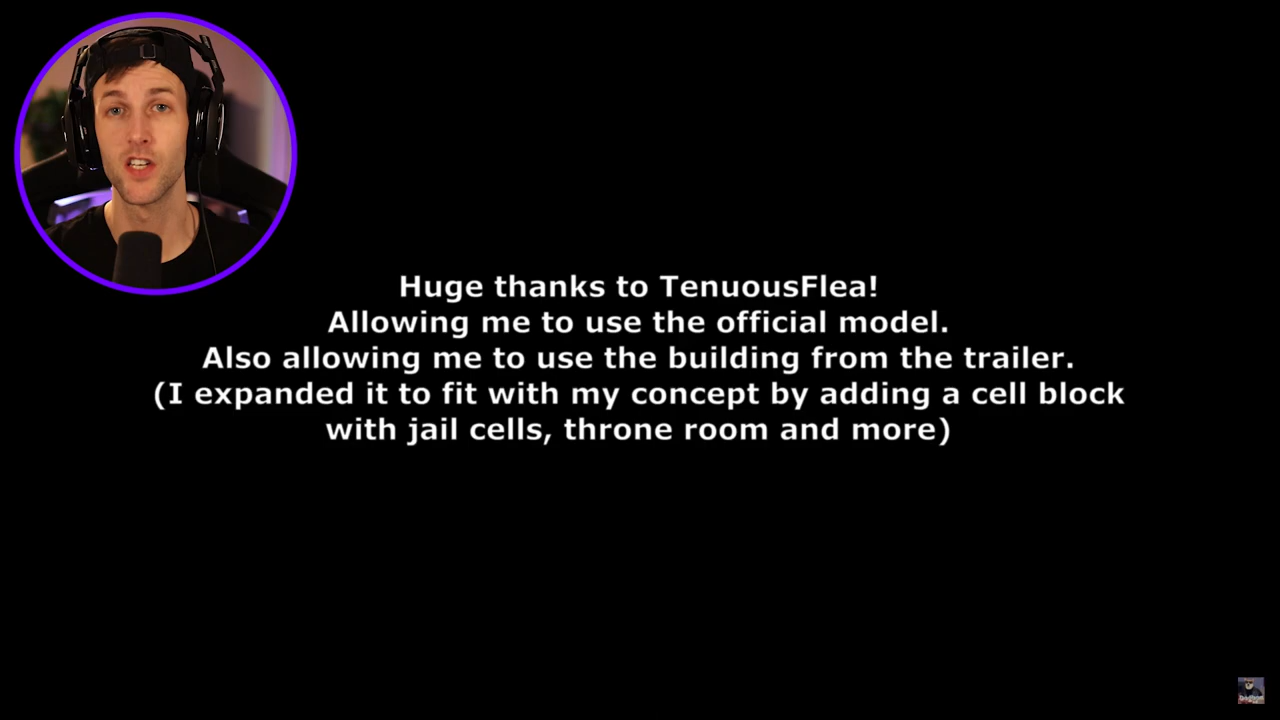 Huge thanks to TenuousFlea!
Allowing me to use the official model.
Also allowing me to use the building from the trailer.
(I expanded it to fit with my concept by adding a cell block
with jail cells, throne room and more)